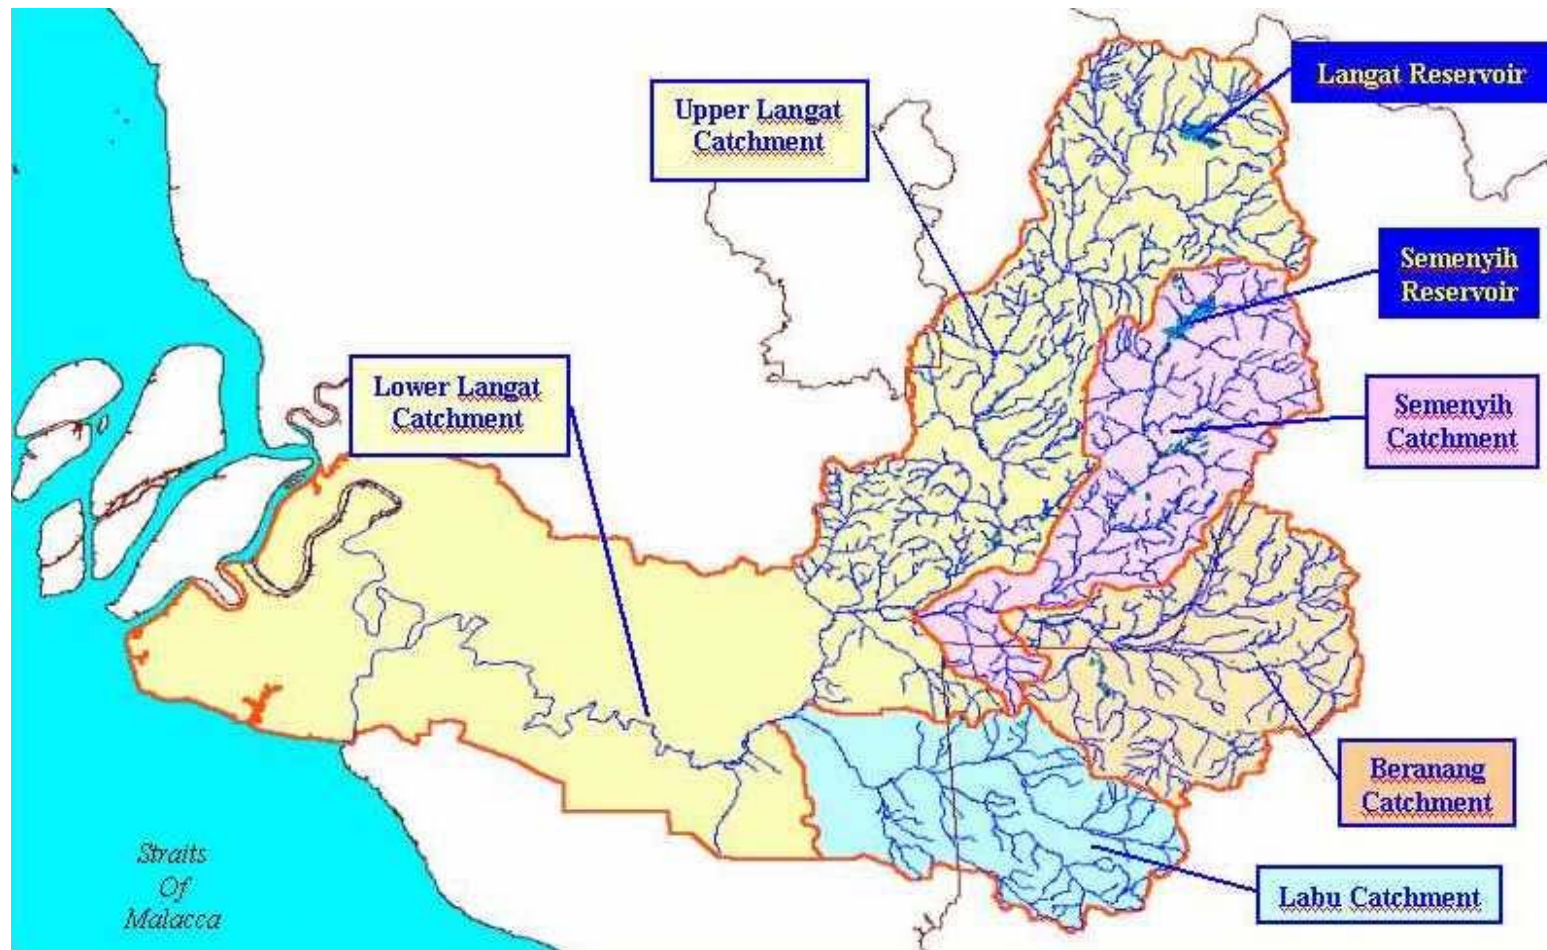 Langat Reservoir
Upper Langat
Catchment
Semenyih
Reservoir
Lower Langat
Catchment
Semenyih
Catchment
Beranang
Catchment
Straits
Of
Malacca
Labu Catchment